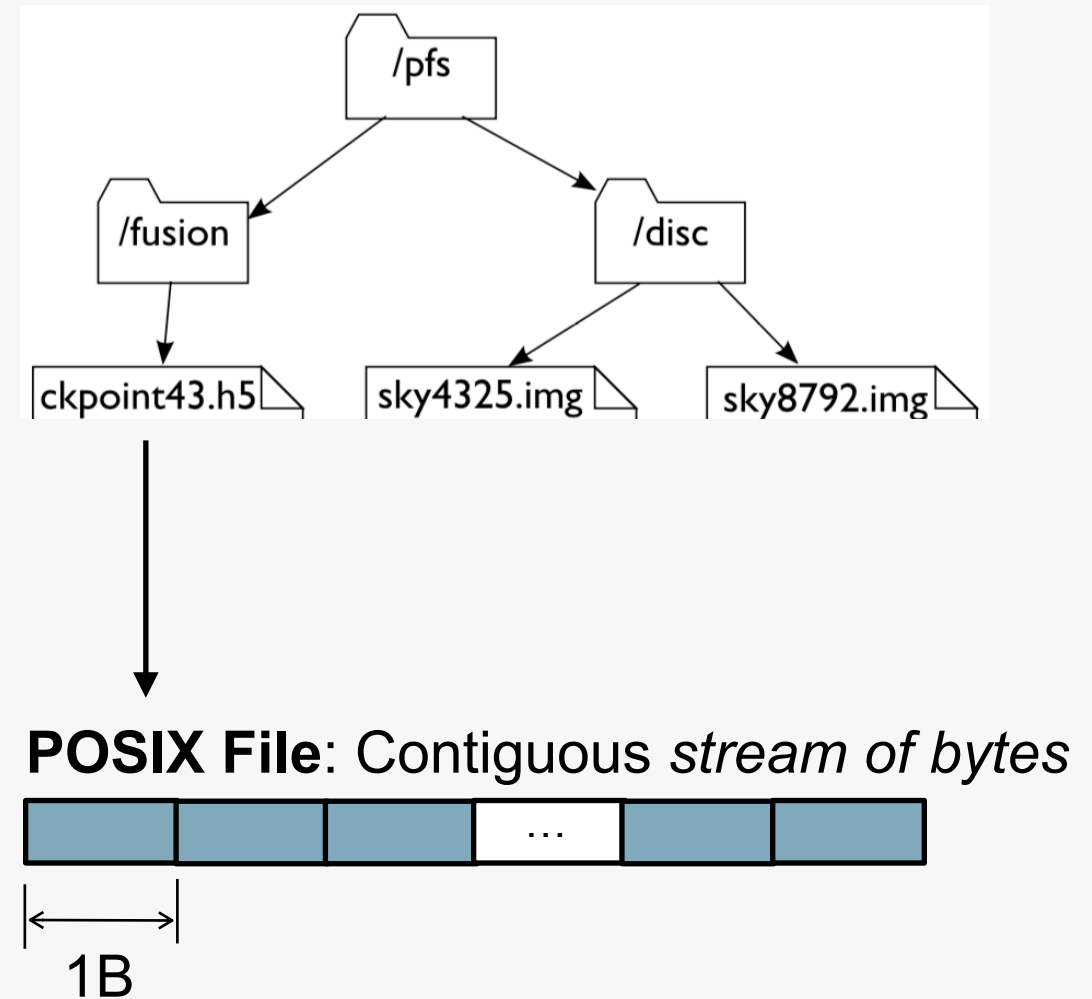 /pfs
/fusion
/disc
ckpoint43.h5
sky4325.img
sky8792.img
POSIX File: Contiguous stream of bytes
...
1B